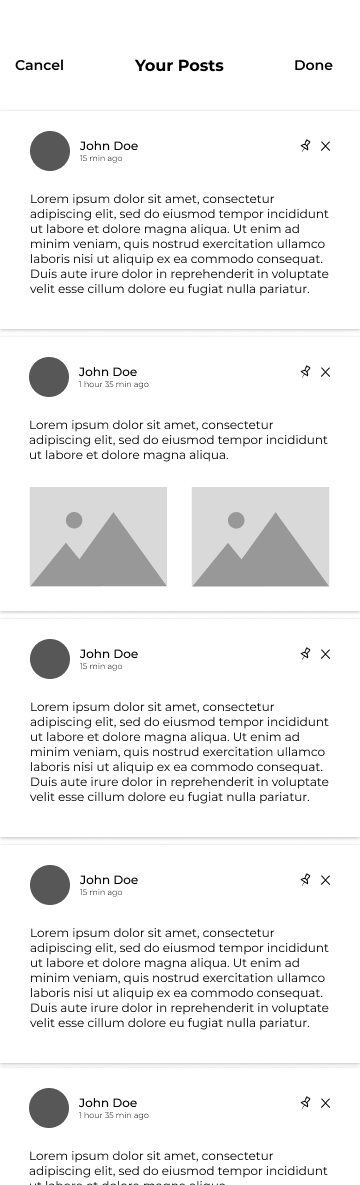 Cancel Your Posts Done
John Doe
15 min ago
Lorem ipsum dolor sit amet, consectetur
adipiscing elit, sed do eiusmod tempor incididunt
ut labore et dolore magna aliqua. Ut enim ad
minim veniam, quis nostrud exercitation ullamco
laboris nisi ut aliquip ex ea commodo consequat.
Duis aute irure dolor in reprehenderit in voluptate
velit esse cillum dolore eu fugiat nulla pariatur.
John Doe
1 hour 35 min ago
Lorem ipsum dolor sit amet, consectetur
adipiscing elit, sed do eiusmod tempor incididunt
ut labore et dolore magna aliqua.
John Doe
15 min ago
Lorem ipsum dolor sit amet, consectetur
adipiscing elit, sed do eiusmod tempor incididunt
ut labore et dolore magna aliqua. Ut enim ad
minim veniam, quis nostrud exercitation ullamco
laboris nisi ut aliquip ex ea commodo consequat.
Duis aute irure dolor in reprehenderit in voluptate
velit esse cillum dolore eu fugiat nulla pariatur.
John Doe
15 min ago
Lorem ipsum dolor sit amet, consectetur
adipiscing elit, sed do eiusmod tempor incididunt
ut labore et dolore magna aliqua. Ut enim ad
minim veniam, quis nostrud exercitation ullamco
laboris nisi ut aliquip ex ea commodo consequat.
Duis aute irure dolor in reprehenderit in voluptate
velit esse cillum dolore eu fugiat nulla pariatur.
John Doe
1 hour 35 min ago
Lorem ipsum dolor sit amet, consectetur
adipiscing elit, sed do eiusmod tempor incididunt
ut labore et dolore magna aliqua.